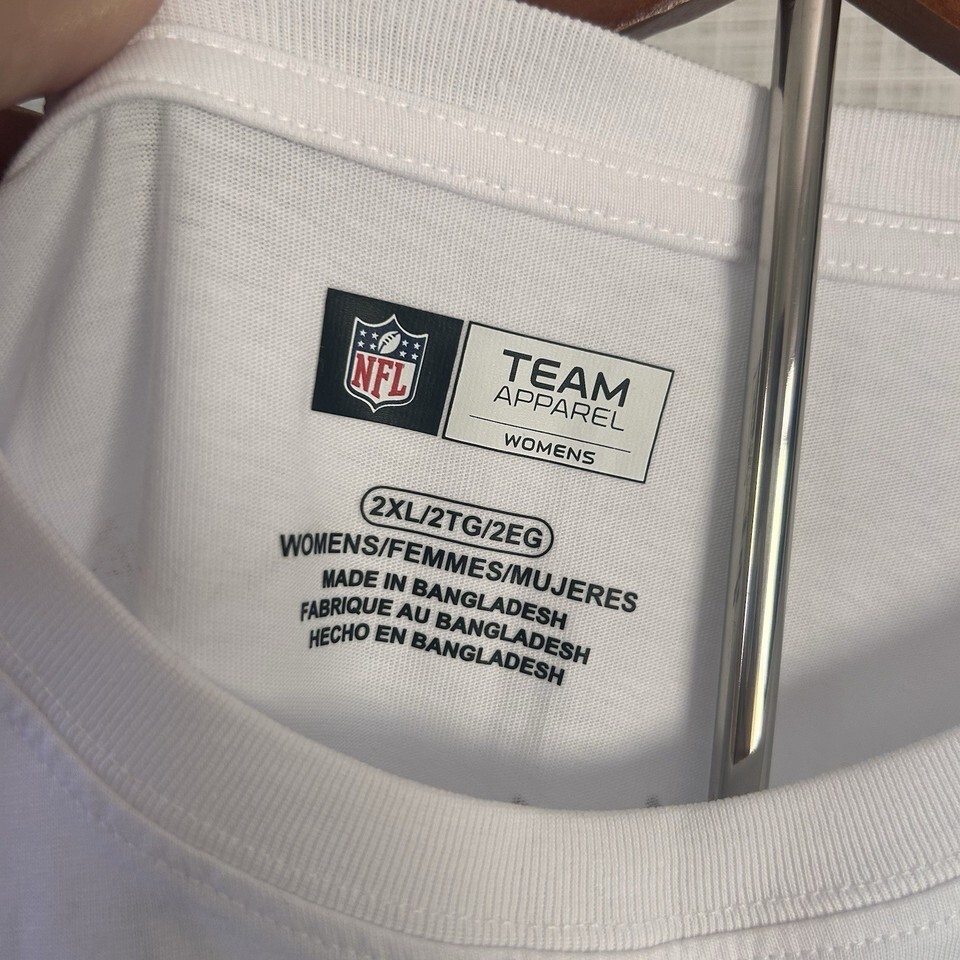 NFL
TEAM
APPAREL
WOMENS
2XL/2TG/2EG
WOMENS/FEMMES/MUJERES
MADE IN BANGLADESH
FABRIQUE AU BANGLADESH
HECHO EN BANGLADESH